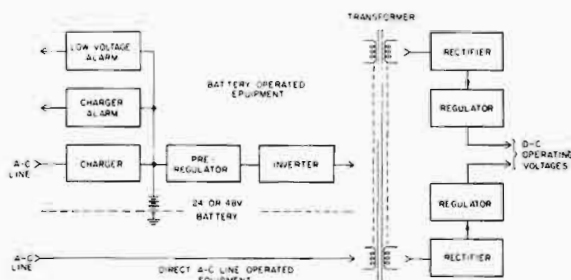 TRANSFORMER
LOW VOLTAGE
ALARM
RECTIFIER
BATTERY OPERATED
EPUIPMENT
CHARGER
ALARM
REGULATOR
A-C
LINE
CHARGER
PRE-
REGULATOR
INVERTER
D-C
OPERATING
VOLTAGES
24 OR 48V
BATTERY
REGULATOR
A-C
LINE
DIRECT A-C LINE OPERATED
EQUIPMENT
RECTIFIER